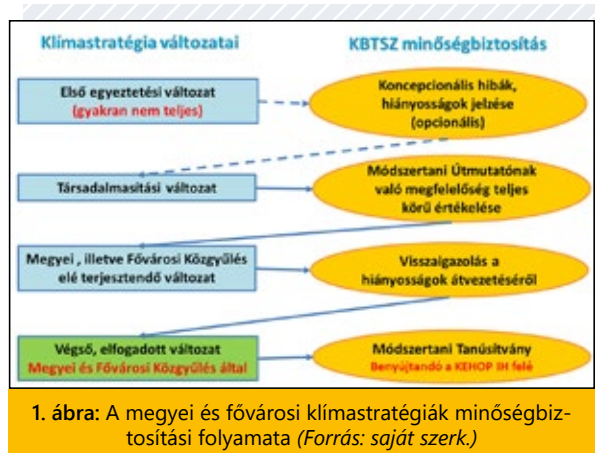 Klímastratégia változatai
KBTSZ minőségbiztosítás
Első egyeztetési változat
(gyakran nem teljes)
Koncepcionális hibák,
hiányosságok jelzése
(opcionális)
Társadalmasítási változat
Módszertani Útmutatónak
való megfelelőség teljes
körű értékelése
Megyei , illetve Fővárosi Közgyűlés
elé terjesztendő változat
Visszaigazolás a
hiányosságok átvezetéséről
Végső, elfogadott változat
Megyei és Fővárosi Közgyűlés által
Módszertani Tanúsítvány
Benyújtandó a KEHOP IH felé
1. ábra: A megyei és fővárosi klímastratégiák minőségbiz-
tosítási folyamata (Forrás: saját szerk.)